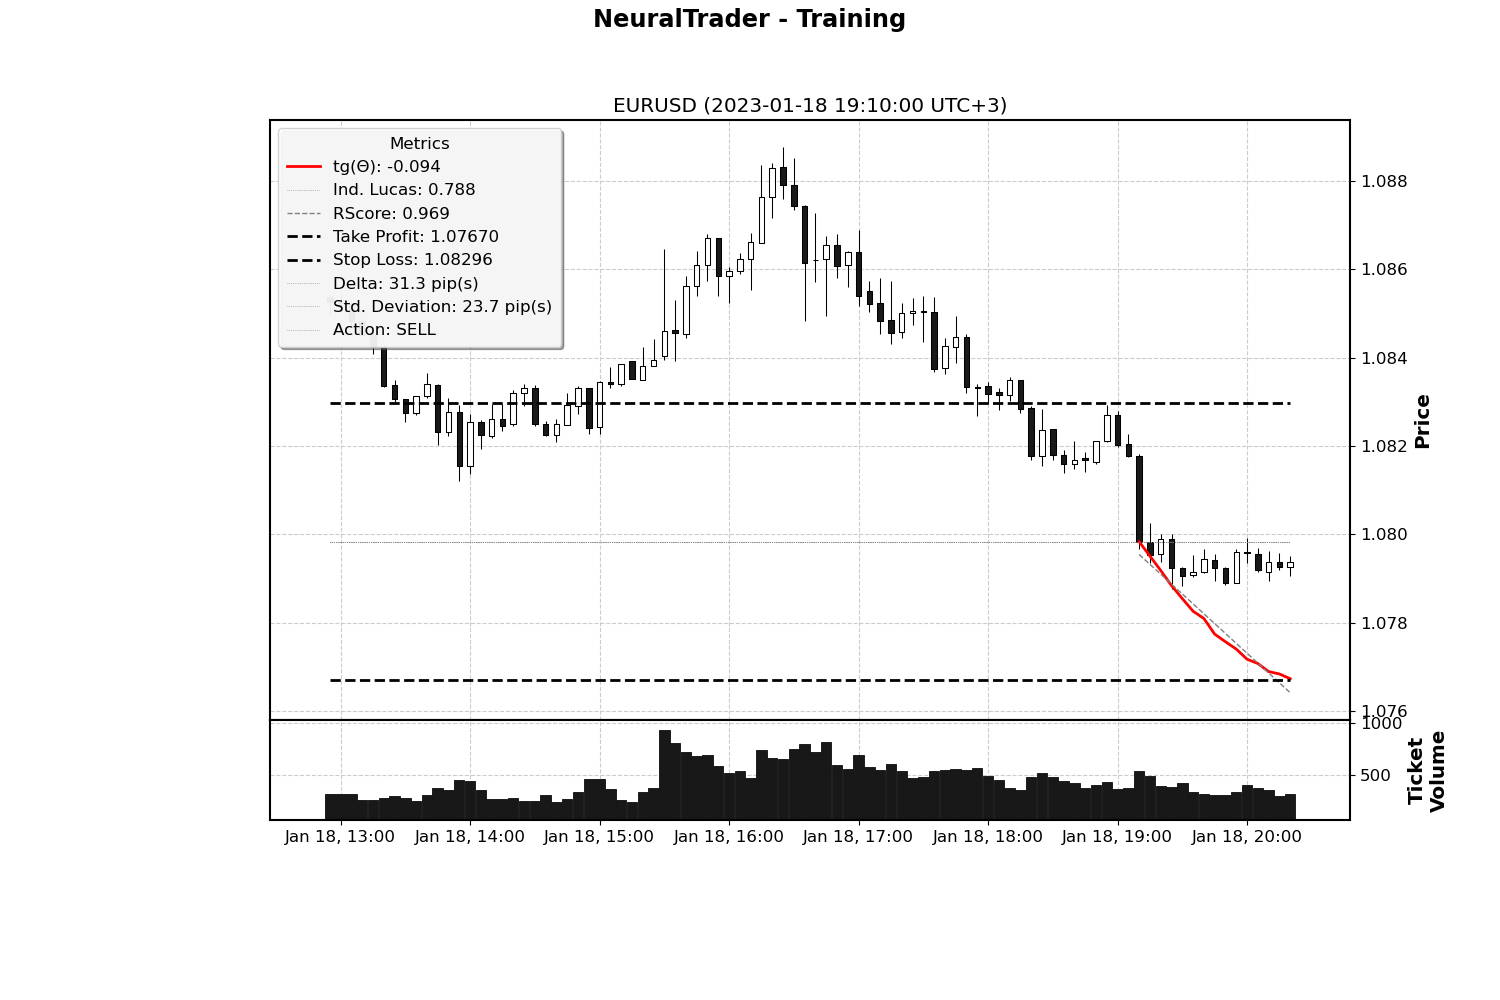 NeuralTrader - Training
EURUSD (2023-01-18 19:10:00 UTC+3)
Metrics
tg(Θ): -0.094
Ind. Lucas: 0.788
RScore: 0.969
Take Profit: 1.07670
Stop Loss: 1.08296
Delta: 31.3 pip(s)
Std. Deviation: 23.7 pip(s)
Action: SELL
1.088
1.086
1.084
1.082
1.080
1.078
1.076
Price
1000
500
Ticket
Volume
Jan 18, 13:00
Jan 18, 14:00
Jan 18, 15:00
Jan 18, 16:00
Jan 18, 17:00
Jan 18, 18:00
Jan 18, 19:00
Jan 18, 20:00